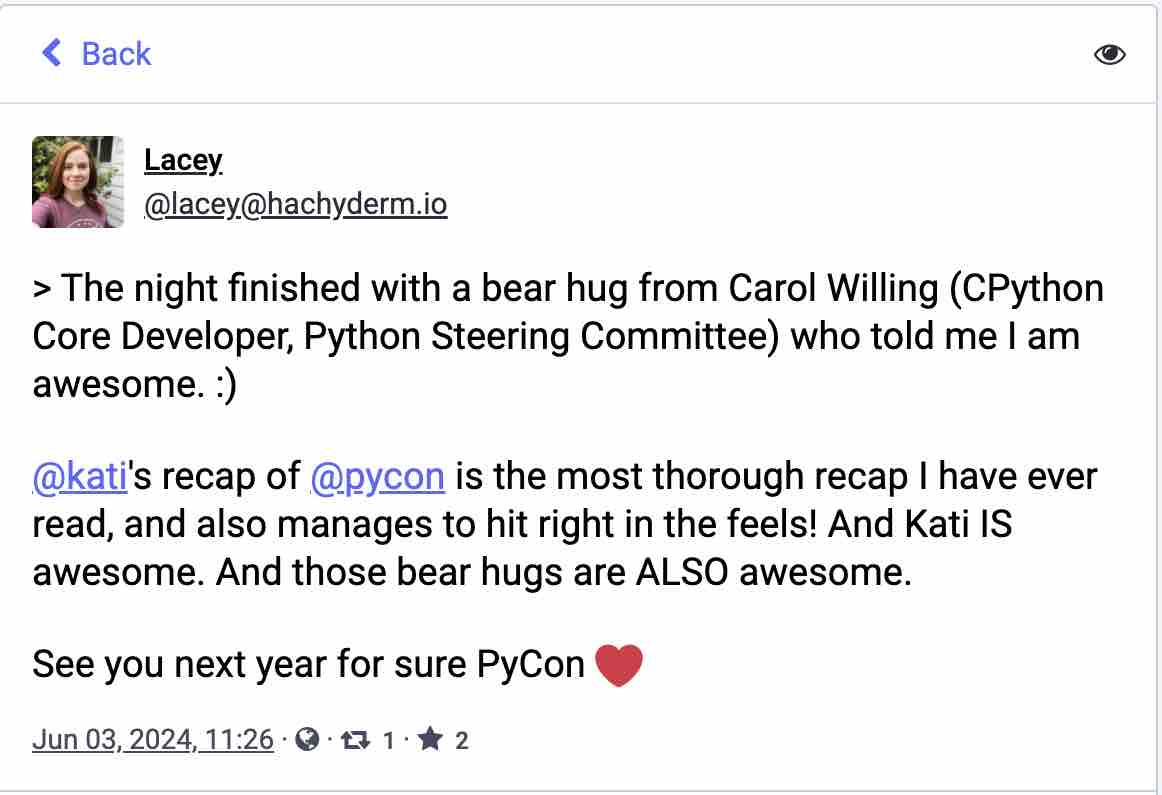 Back
Lacey
@lacey@hachyderm.io
> The night finished with a bear hug from Carol Willing (CPython
Core Developer, Python Steering Committee) who told me I am
awesome. :)
@kati's recap of @pycon is the most thorough recap I have ever
read, and also manages to hit right in the feels! And Kati IS
awesome. And those bear hugs are ALSO awesome.
See you next year for sure PyCon ❤️
Jun 03, 2024, 11:26 · · 1 · 2